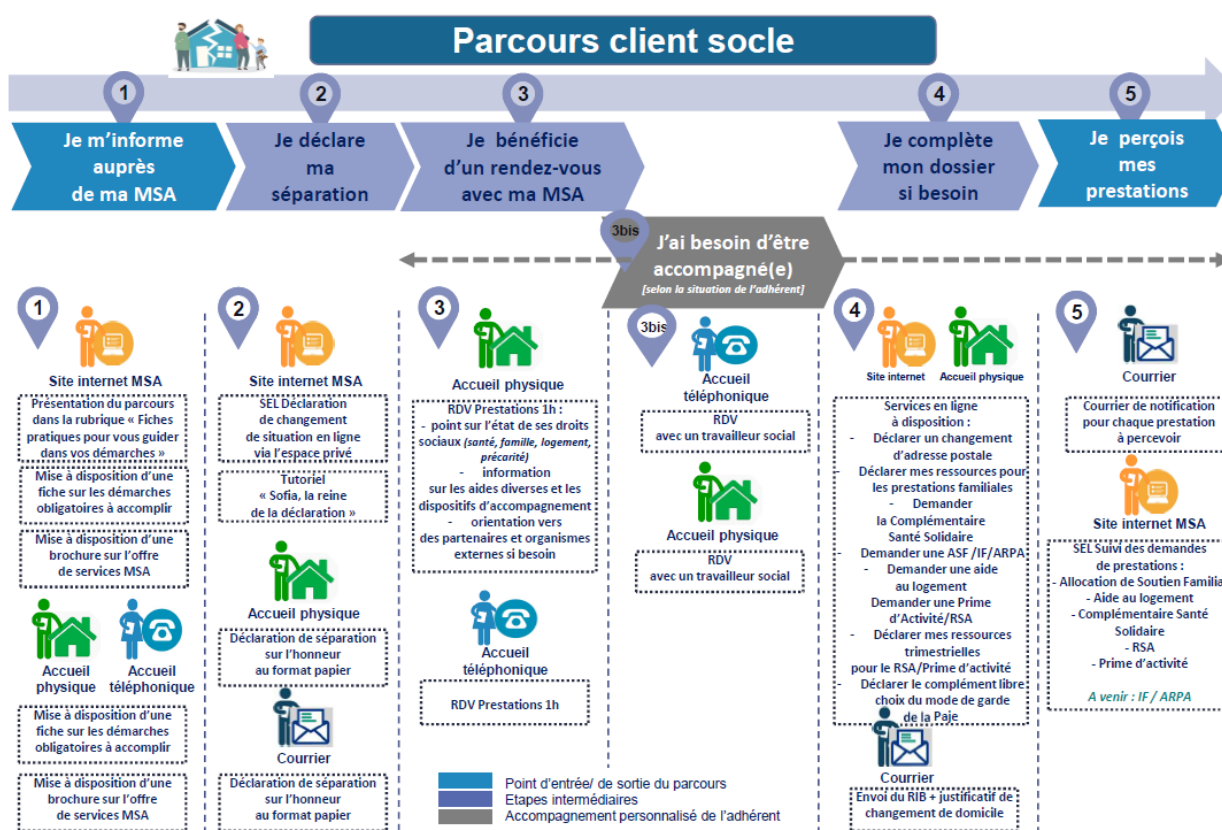 Parcours client socle
1
2
3
4
5
Je m'informe
auprès
de ma MSA
Je déclare
ma
séparation
Je bénéficie
d'un rendez-vous
avec ma MSA
Je complète
mon dossier
si besoin
Je perçois
mes
prestations
3bis
J'ai besoin d'être
accompagné(e)
[selon la situation de l'adhérent]
1
Site internet MSA
Présentation du parcours
dans la rubrique « Fiches
pratiques pour vous guider
dans vos démarches »
Mise à disposition d'une
fiche sur les démarches
obligatoires à accomplir
Mise à disposition d'une
brochure sur l'offre
de services MSA
Accueil
physique
Accueil
téléphonique
Mise à disposition d'une
fiche sur les démarches
obligatoires à accomplir
Mise à disposition d'une
brochure sur l'offre
de services MSA
2
Site internet MSA
SEL Déclaration
de changement
de situation en ligne
via l'espace privé
Tutoriel
« Sofia, la reine
de la déclaration »
Accueil physique
Déclaration de séparation
sur l'honneur
au format papier
Courrier
Déclaration de séparation
sur l'honneur
au format papier
3
Accueil physique
RDV Prestations 1h :
- point sur l'état de ses droits
sociaux (santé, famille, logement,
précarité)
- information
sur les aides diverses et les
dispositifs d'accompagnement
- orientation vers
des partenaires et organismes
externes si besoin
Accueil
téléphonique
RDV Prestations 1h
3bis
Accueil
téléphonique
RDV
avec un travailleur social
Accueil physique
RDV
avec un travailleur social
4
Site internet
Accueil physique
Services en ligne
à disposition :
- Déclarer un changement
d'adresse postale
- Déclarer mes ressources pour
les prestations familiales
- Demander
la Complémentaire
Santé Solidaire
- Demander une ASF /IF/ARPA
- Demander une aide
au logement
Demander une Prime
d'Activité/RSA
- Déclarer mes ressources
trimestrielles
pour le RSA/Prime d'activité
- Déclarer le complément libre
choix du mode de garde
de la Paje
Courrier
Envoi du RIB + justificatif de
changement de domicile
5
Courrier
Courrier de notification
pour chaque prestation
à percevoir
Site internet MSA
SEL Suivi des demandes
de prestations :
- Allocation de Soutien Familia
- Aide au logement
- Complémentaire Santé
Solidaire
- RSA
- Prime d'activité
A venir : IF / ARPA
Point d'entrée/ de sortie du parcours
Etapes intermédiaires
Accompagnement personnalisé de l'adhérent